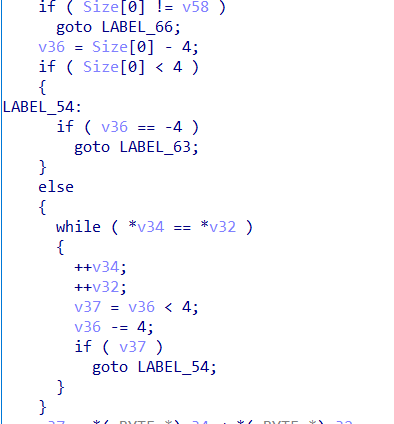 if ( Size[0] != v58 )
goto LABEL_66;
v36 = Size[0] - 4;
if ( Size[0] < 4 )
{
LABEL_54:
if ( v36 == -4 )
goto LABEL_63;
}
else
{
while ( *v34 == *v32 )
{
++v34;
++v32;
v37 = v36 < 4;
v36 -= 4;
if ( v37 )
goto LABEL_54;
}
}